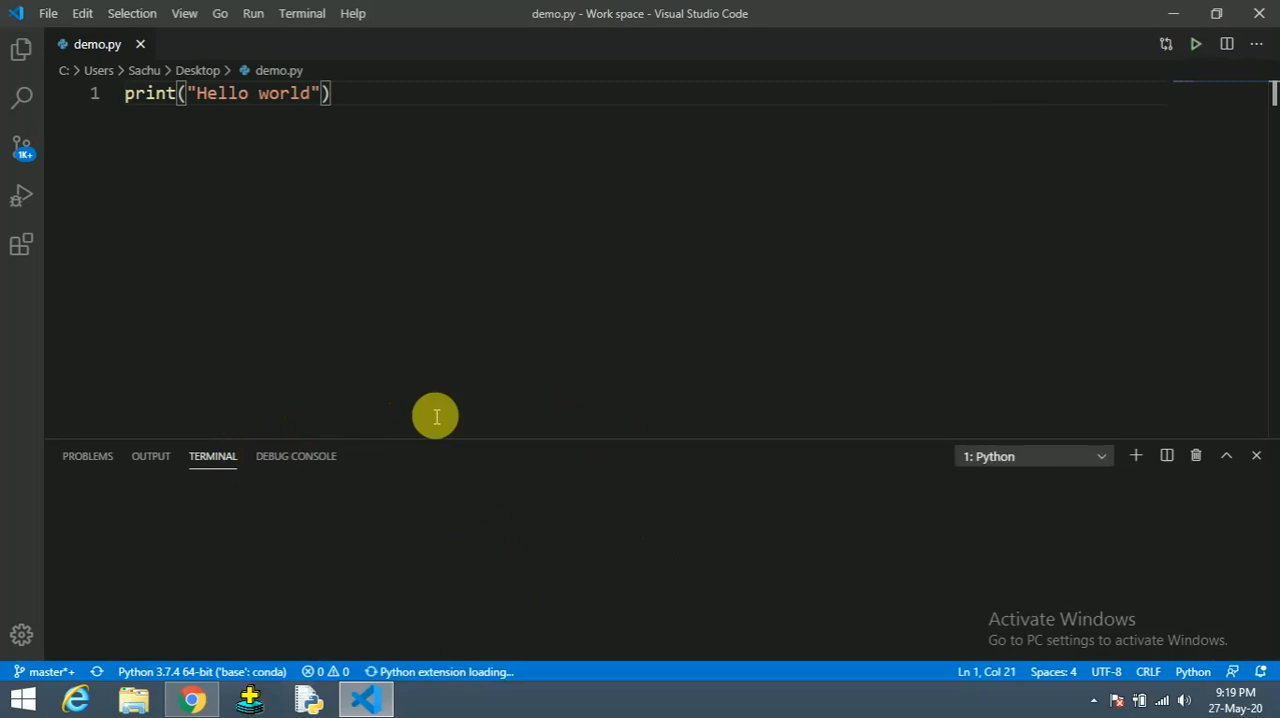 File Edit Selection View Go Run Terminal Help demo.py - Work space - Visual Studio Code
demo.py
C: > Users > Sachu > Desktop > demo.py
1 print("Hello world")
1K+
PROBLEMS OUTPUT TERMINAL DEBUG CONSOLE 1: Python
Activate Windows
Go to PC settings to activate Windows.
master*+ Python 3.7.4 64-bit ('base': conda) 0 0 Python extension loading... Ln 1, Col 21 Spaces: 4 UTF-8 CRLF Python
9:19 PM
27-May-20